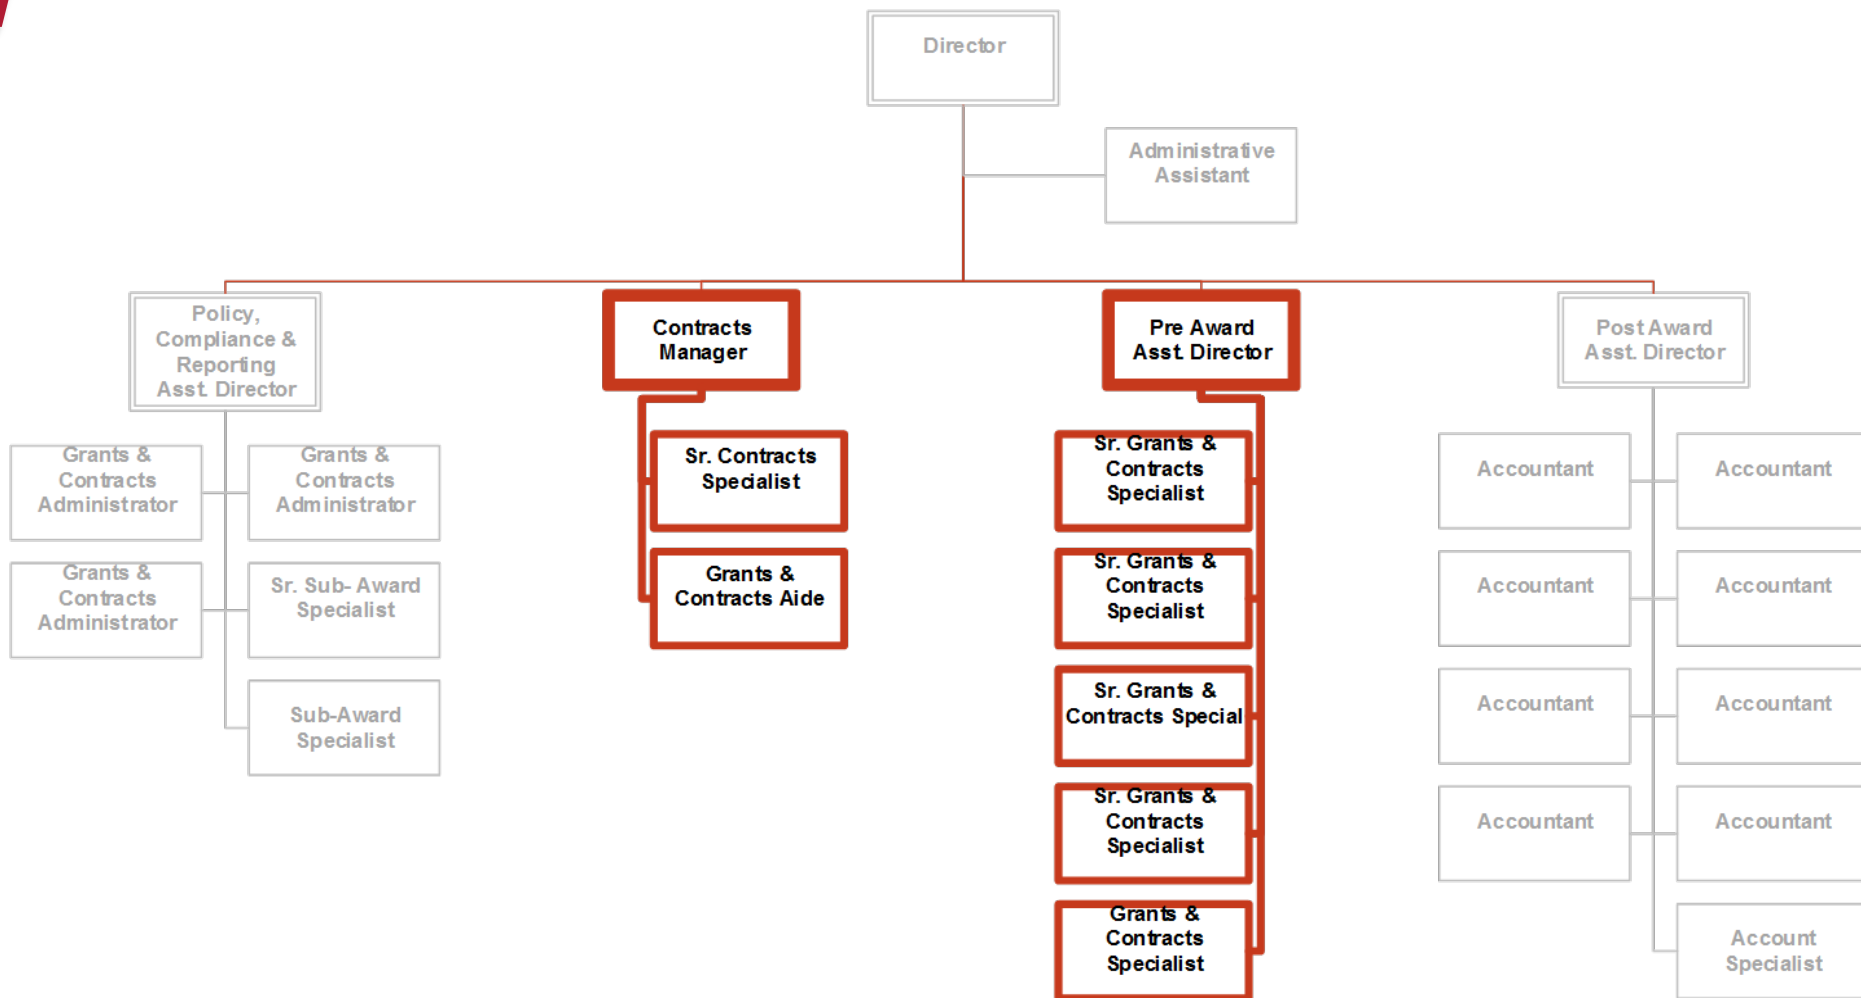 Director
Administrative
Assistant
Policy,
Compliance &
Reporting
Asst. Director
Contracts
Manager
Pre Award
Asst. Director
Post Award
Asst. Director
Grants &
Contracts
Administrator
Grants &
Contracts
Administrator
Grants &
Contracts
Administrator
Sr. Sub- Award
Specialist
Sub-Award
Specialist
Sr. Contracts
Specialist
Grants &
Contracts Aide
Sr. Grants &
Contracts
Specialist
Sr. Grants &
Contracts
Specialist
Sr. Grants &
Contracts Special
Sr. Grants &
Contracts
Specialist
Grants &
Contracts
Specialist
Accountant
Accountant
Accountant
Accountant
Accountant
Accountant
Accountant
Accountant
Account
Specialist